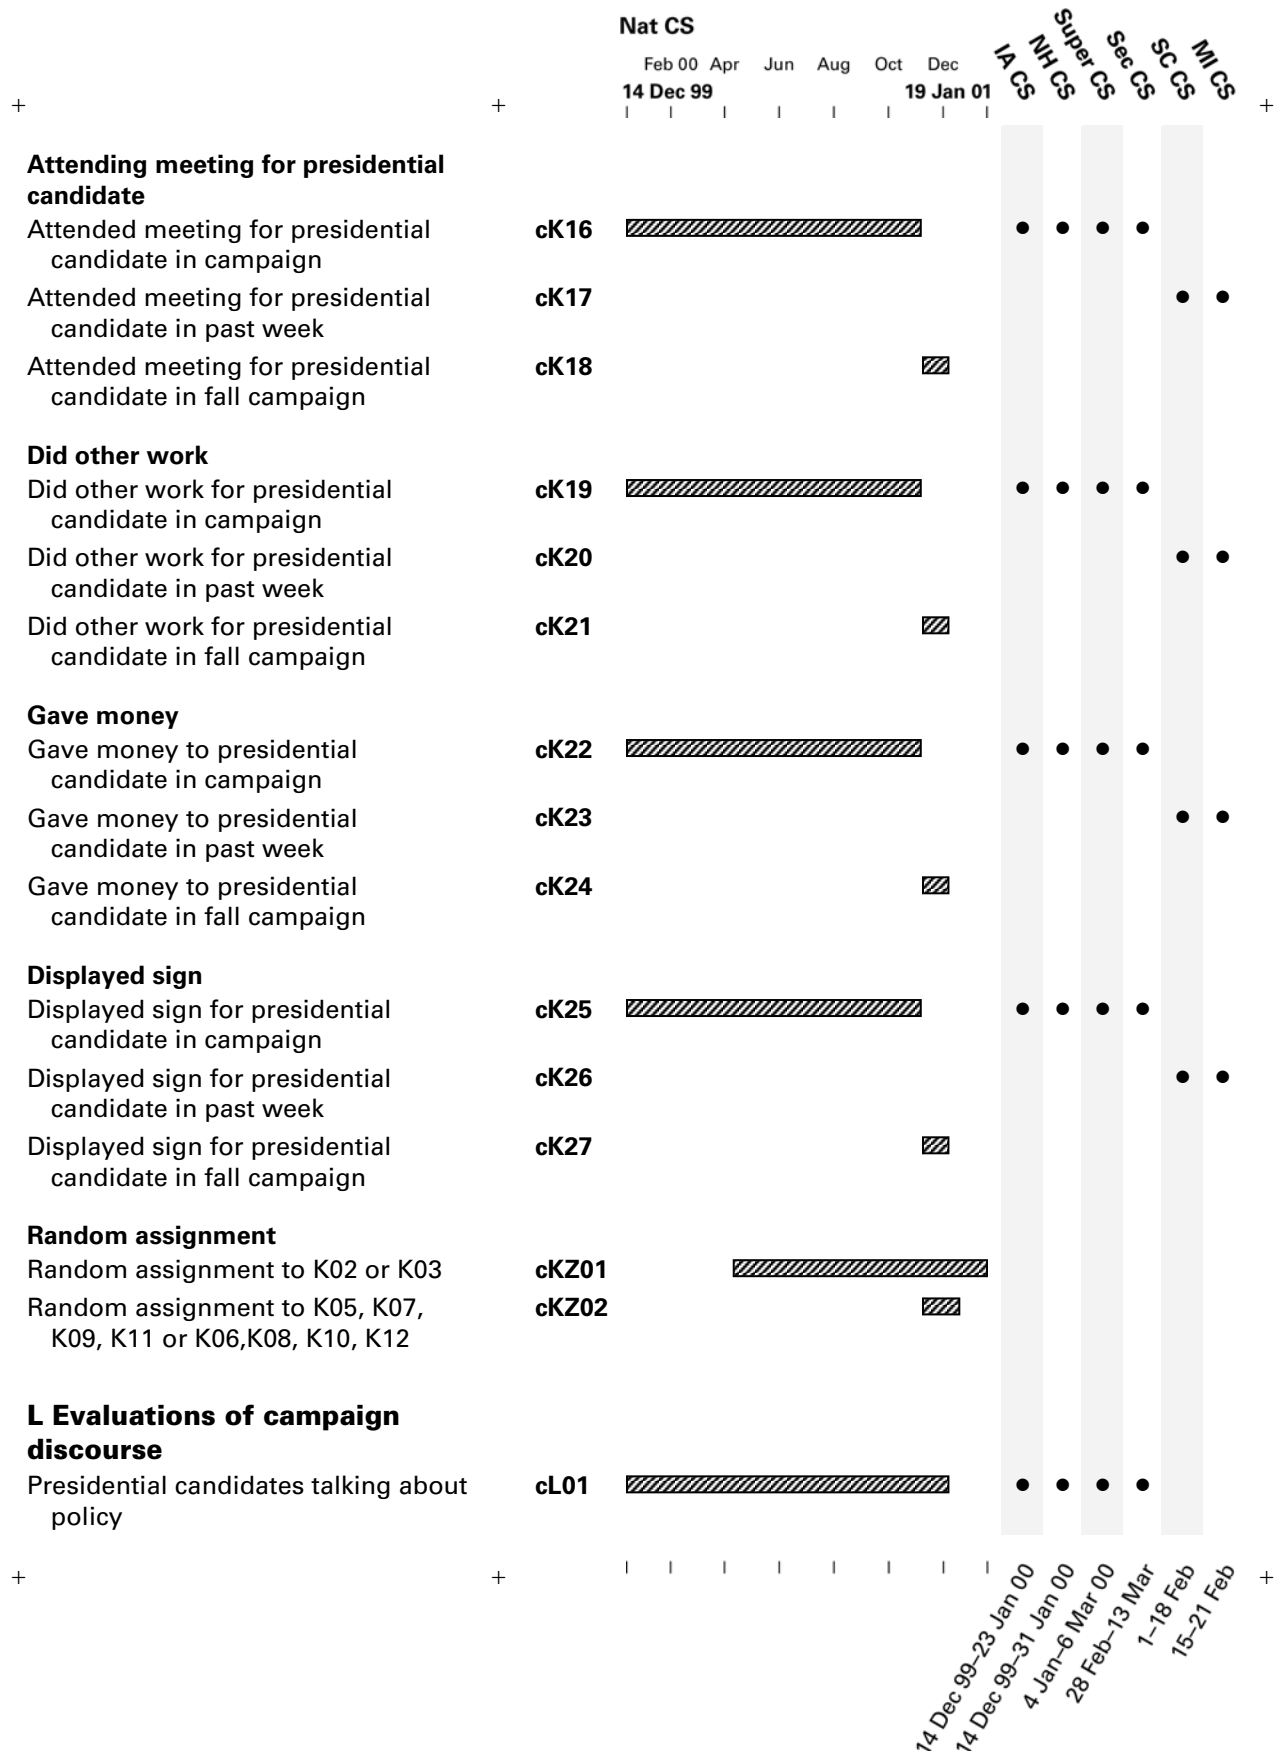 Nat CS
Feb 00 Apr Jun Aug Oct Dec
14 Dec 99 19 Jan 01
IA CS
NH CS
Super CS
Sec CS
SC CS
MI CS
Attending meeting for presidential
candidate
Attended meeting for presidential cK16
candidate in campaign
Attended meeting for presidential cK17
candidate in past week
Attended meeting for presidential cK18
candidate in fall campaign
Did other work
Did other work for presidential cK19
candidate in campaign
Did other work for presidential cK20
candidate in past week
Did other work for presidential cK21
candidate in fall campaign
Gave money
Gave money to presidential cK22
candidate in campaign
Gave money to presidential cK23
candidate in past week
Gave money to presidential cK24
candidate in fall campaign
Displayed sign
Displayed sign for presidential cK25
candidate in campaign
Displayed sign for presidential cK26
candidate in past week
Displayed sign for presidential cK27
candidate in fall campaign
Random assignment
Random assignment to K02 or K03 cKZ01
Random assignment to K05, K07, cKZ02
K09, K11 or K06,K08, K10, K12
L Evaluations of campaign
discourse
Presidential candidates talking about cL01
policy
14 Dec 99–23 Jan 00
14 Dec 99–31 Jan 00
4 Jan–6 Mar 00
28 Feb–13 Mar
1–18 Feb
15–21 Feb